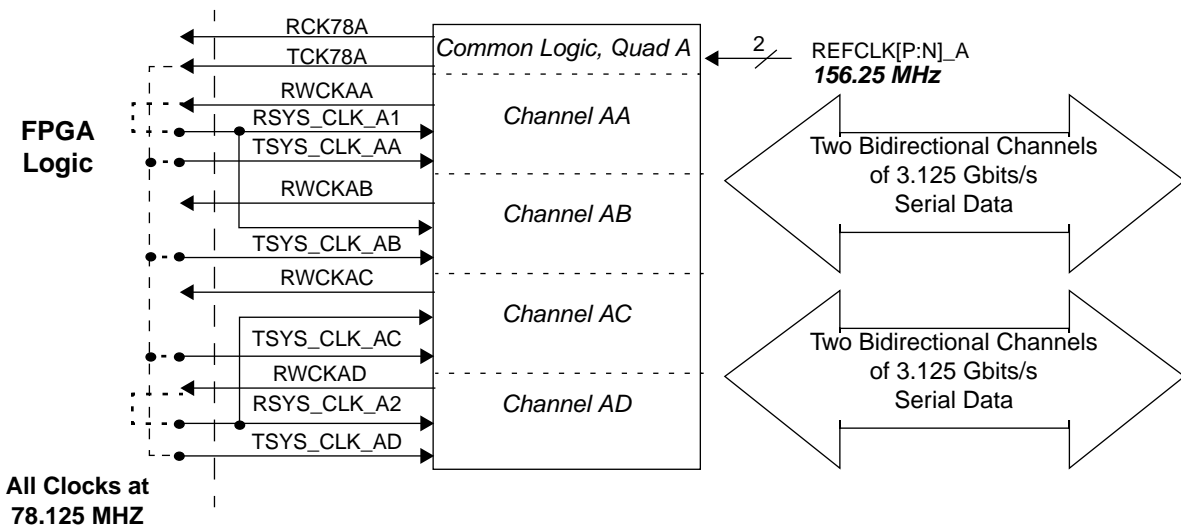 RCK78A
TCK78A
RWCKAA
RSYS_CLK_A1
TSYS_CLK_AA
RWCKAB
TSYS_CLK_AB
RWCKAC
TSYS_CLK_AC
RWCKAD
RSYS_CLK_A2
TSYS_CLK_AD
FPGA
Logic
All Clocks at
78.125 MHZ
Common Logic, Quad A
Channel AA
Channel AB
Channel AC
Channel AD
2
REFCLK[P:N]_A
156.25 MHz
Two Bidirectional Channels
of 3.125 Gbits/s
Serial Data
Two Bidirectional Channels
of 3.125 Gbits/s
Serial Data